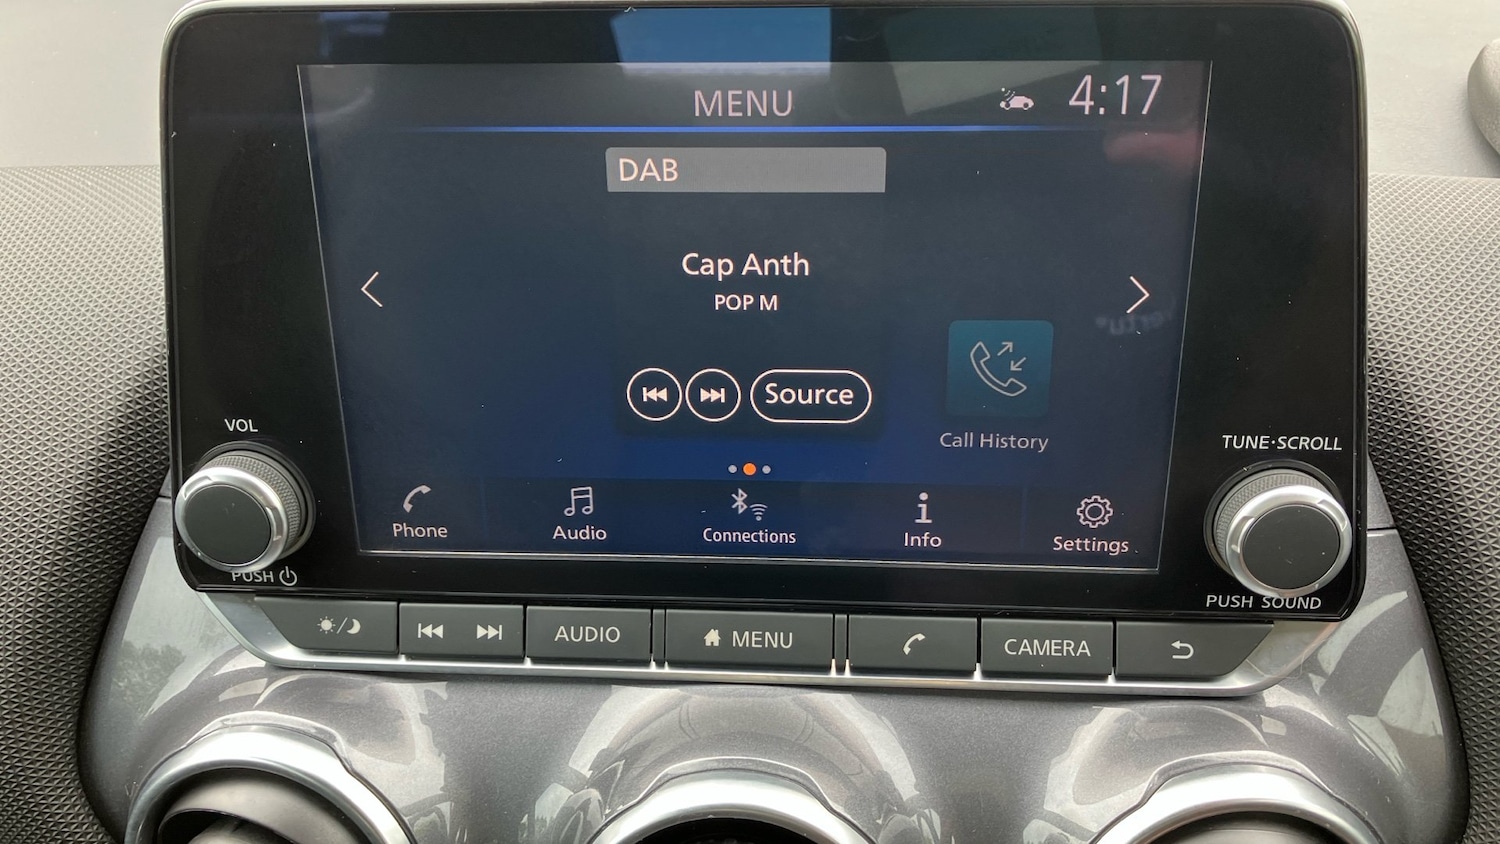 MENU
4:17
DAB
Cap Anth
POP M
Source
Call History
Phone
Audio
Connections
Info
Settings
VOL
PUSH
TUNE·SCROLL
PUSH SOUND
AUDIO
MENU
CAMERA